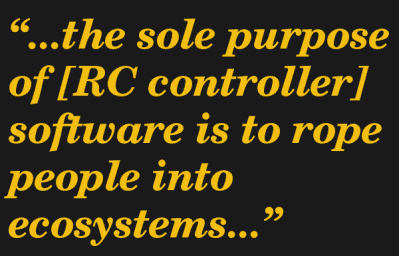 “...the sole purpose
of [RC controller]
software is to rope
people into
ecosystems...”